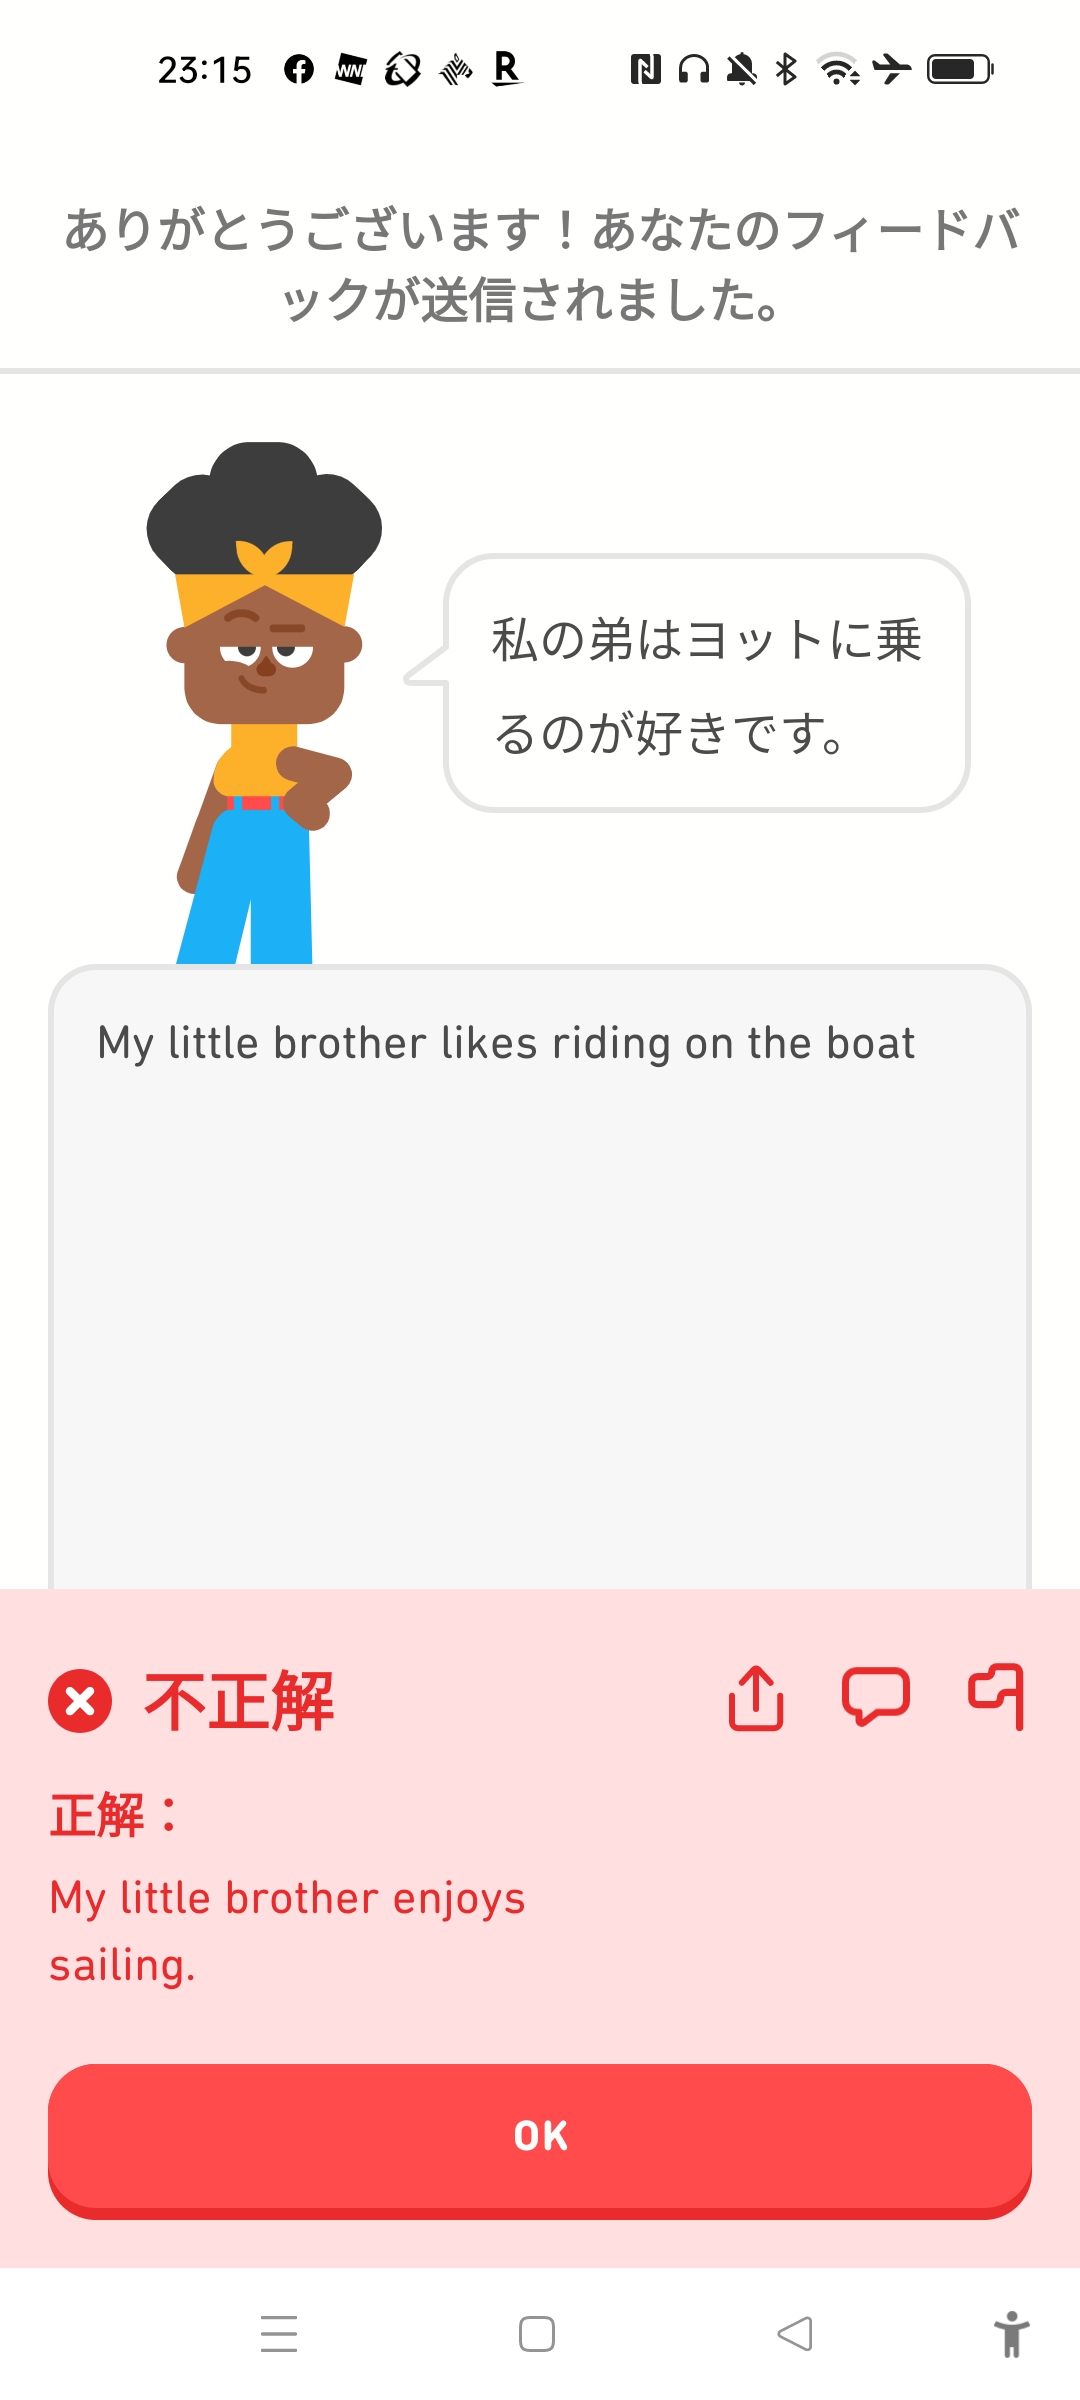 23:15
ありがとうございます！あなたのフィードバ
ックが送信されました。
私の弟はヨットに乗
るのが好きです。
My little brother likes riding on the boat
不正解
正解：
My little brother enjoys
sailing.
OK